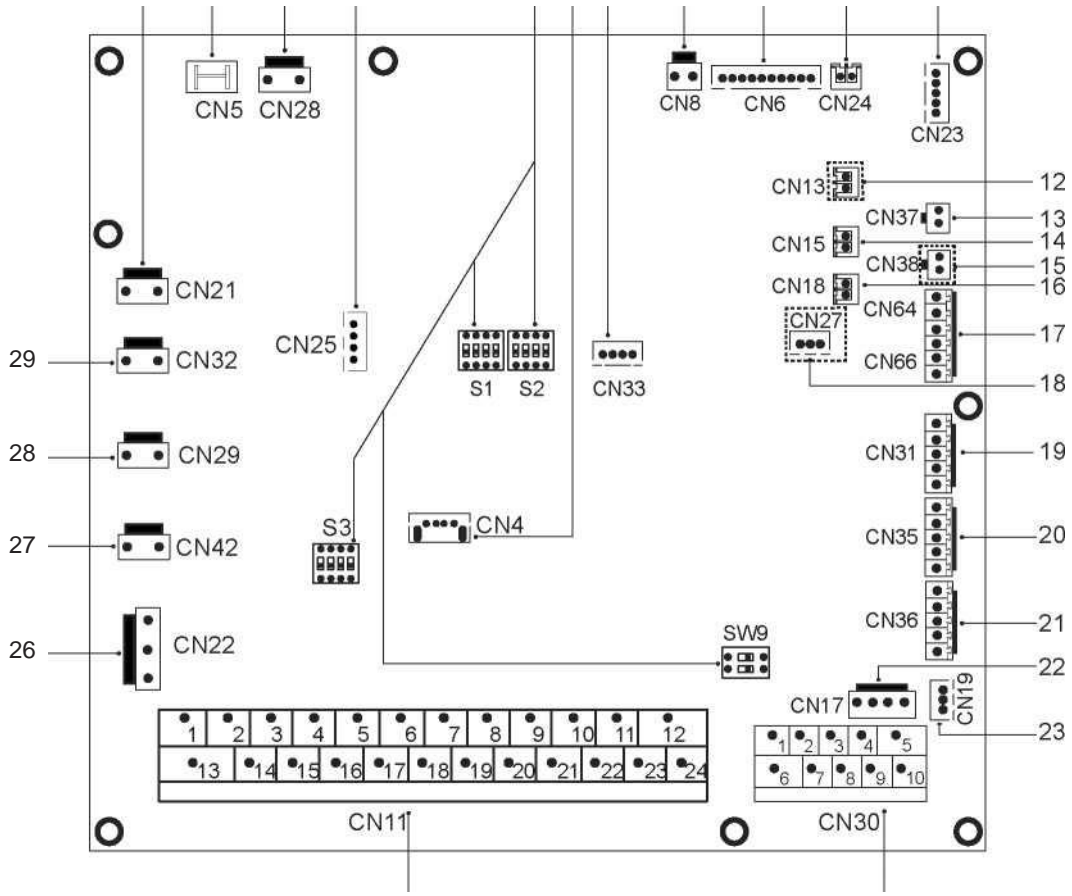 CN5 CN28 CN8 CN6 CN24 CN23
CN13 12
CN37 13
CN15 14
CN38 15
CN18 16
CN21
CN64
CN27
CN25
17
29 CN32 CN66
S1 S2 CN33 18
28 CN29 CN31 19
S3 CN4
27 CN42 CN35 20
CN36 21
SW9
26 CN22
22
CN17 CN19
23
1 2 3 4 5 6 7 8 9 10 11 12
1 2 3 4 5
13 14 15 16 17 18 19 20 21 22 23 24
6 7 8 9 10
CN11 CN30